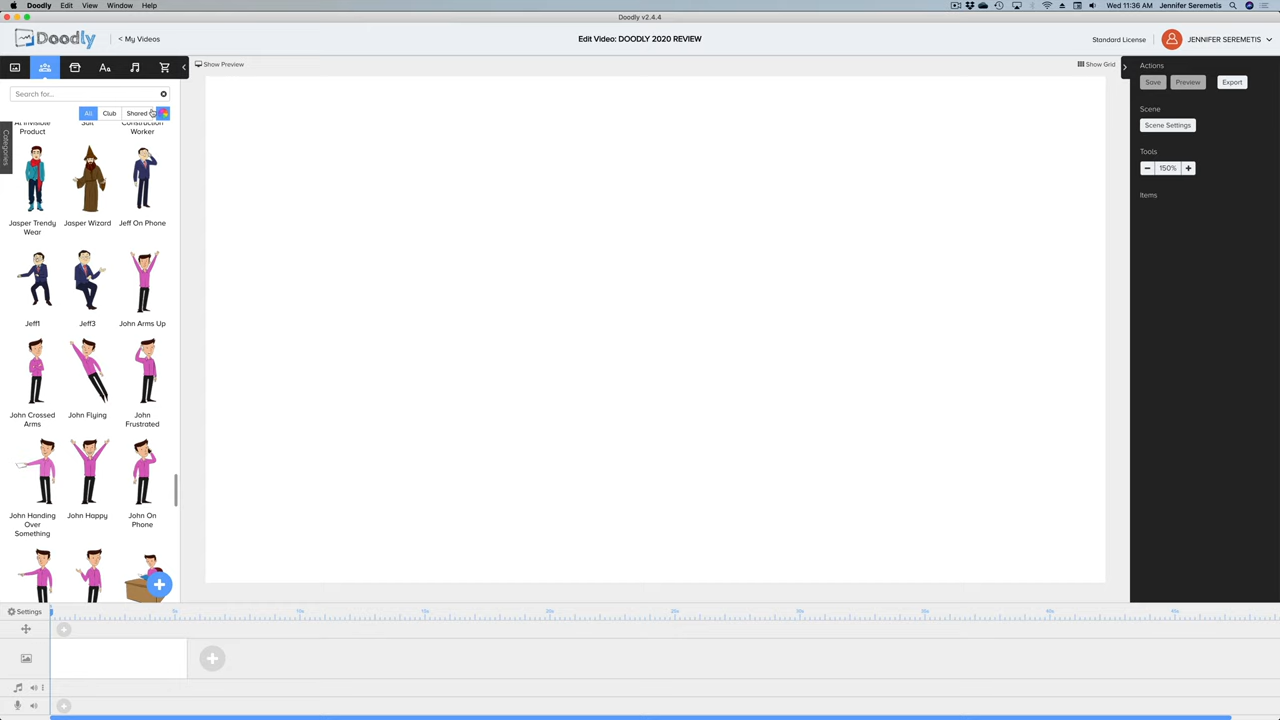 Doodly Edit View Window Help
Wed 11:36 AM Jennifer Seremetis
Doodly v2.4.4
Doodly < My Videos
Edit Video: DOODLY 2020 REVIEW
Standard License JENNIFER SEREMETIS
Show Preview
Show Grid
Actions
Save Preview Export
Scene
Scene Settings
Tools
150%
Items
Search for...
All Club Shared
Categories
Product
Suit
Construction
Worker
Jasper Trendy
Wear
Jasper Wizard
Jeff On Phone
Jeff1
Jeff3
John Arms Up
John Crossed
Arms
John Flying
John
Frustrated
John Handing
Over
Something
John Happy
John On
Phone
Settings
0s 10s